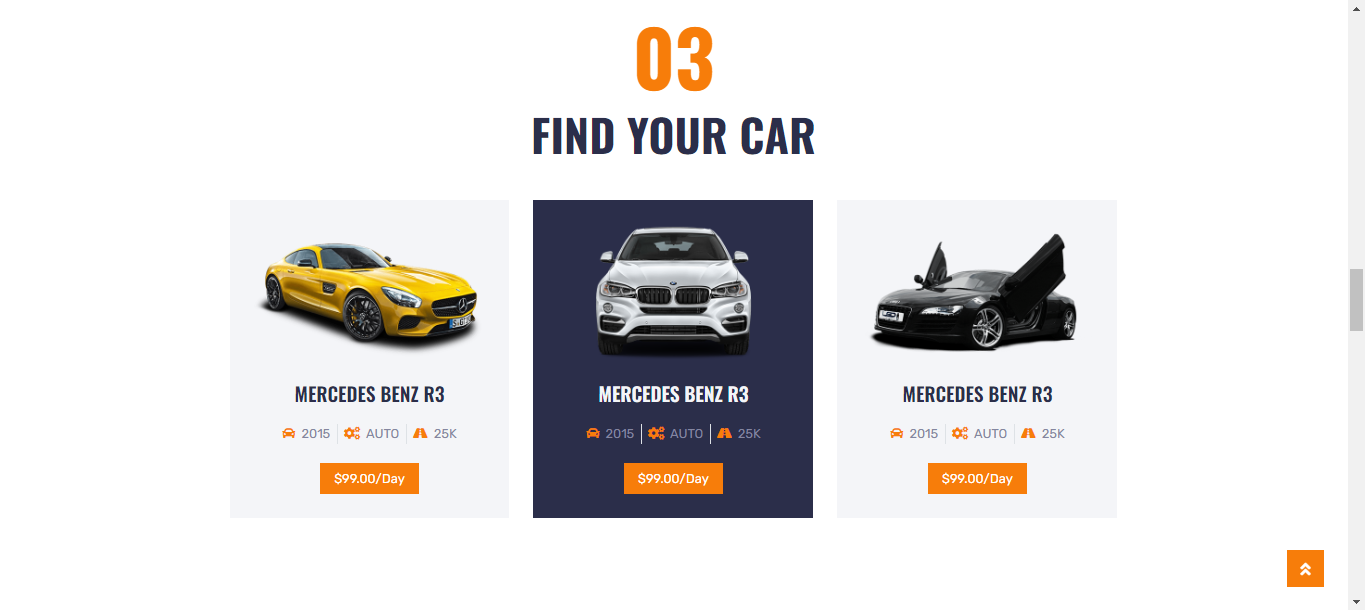 03
FIND YOUR CAR
MERCEDES BENZ R3
2015 AUTO 25K
$99.00/Day
MERCEDES BENZ R3
2015 AUTO 25K
$99.00/Day
MERCEDES BENZ R3
2015 AUTO 25K
$99.00/Day